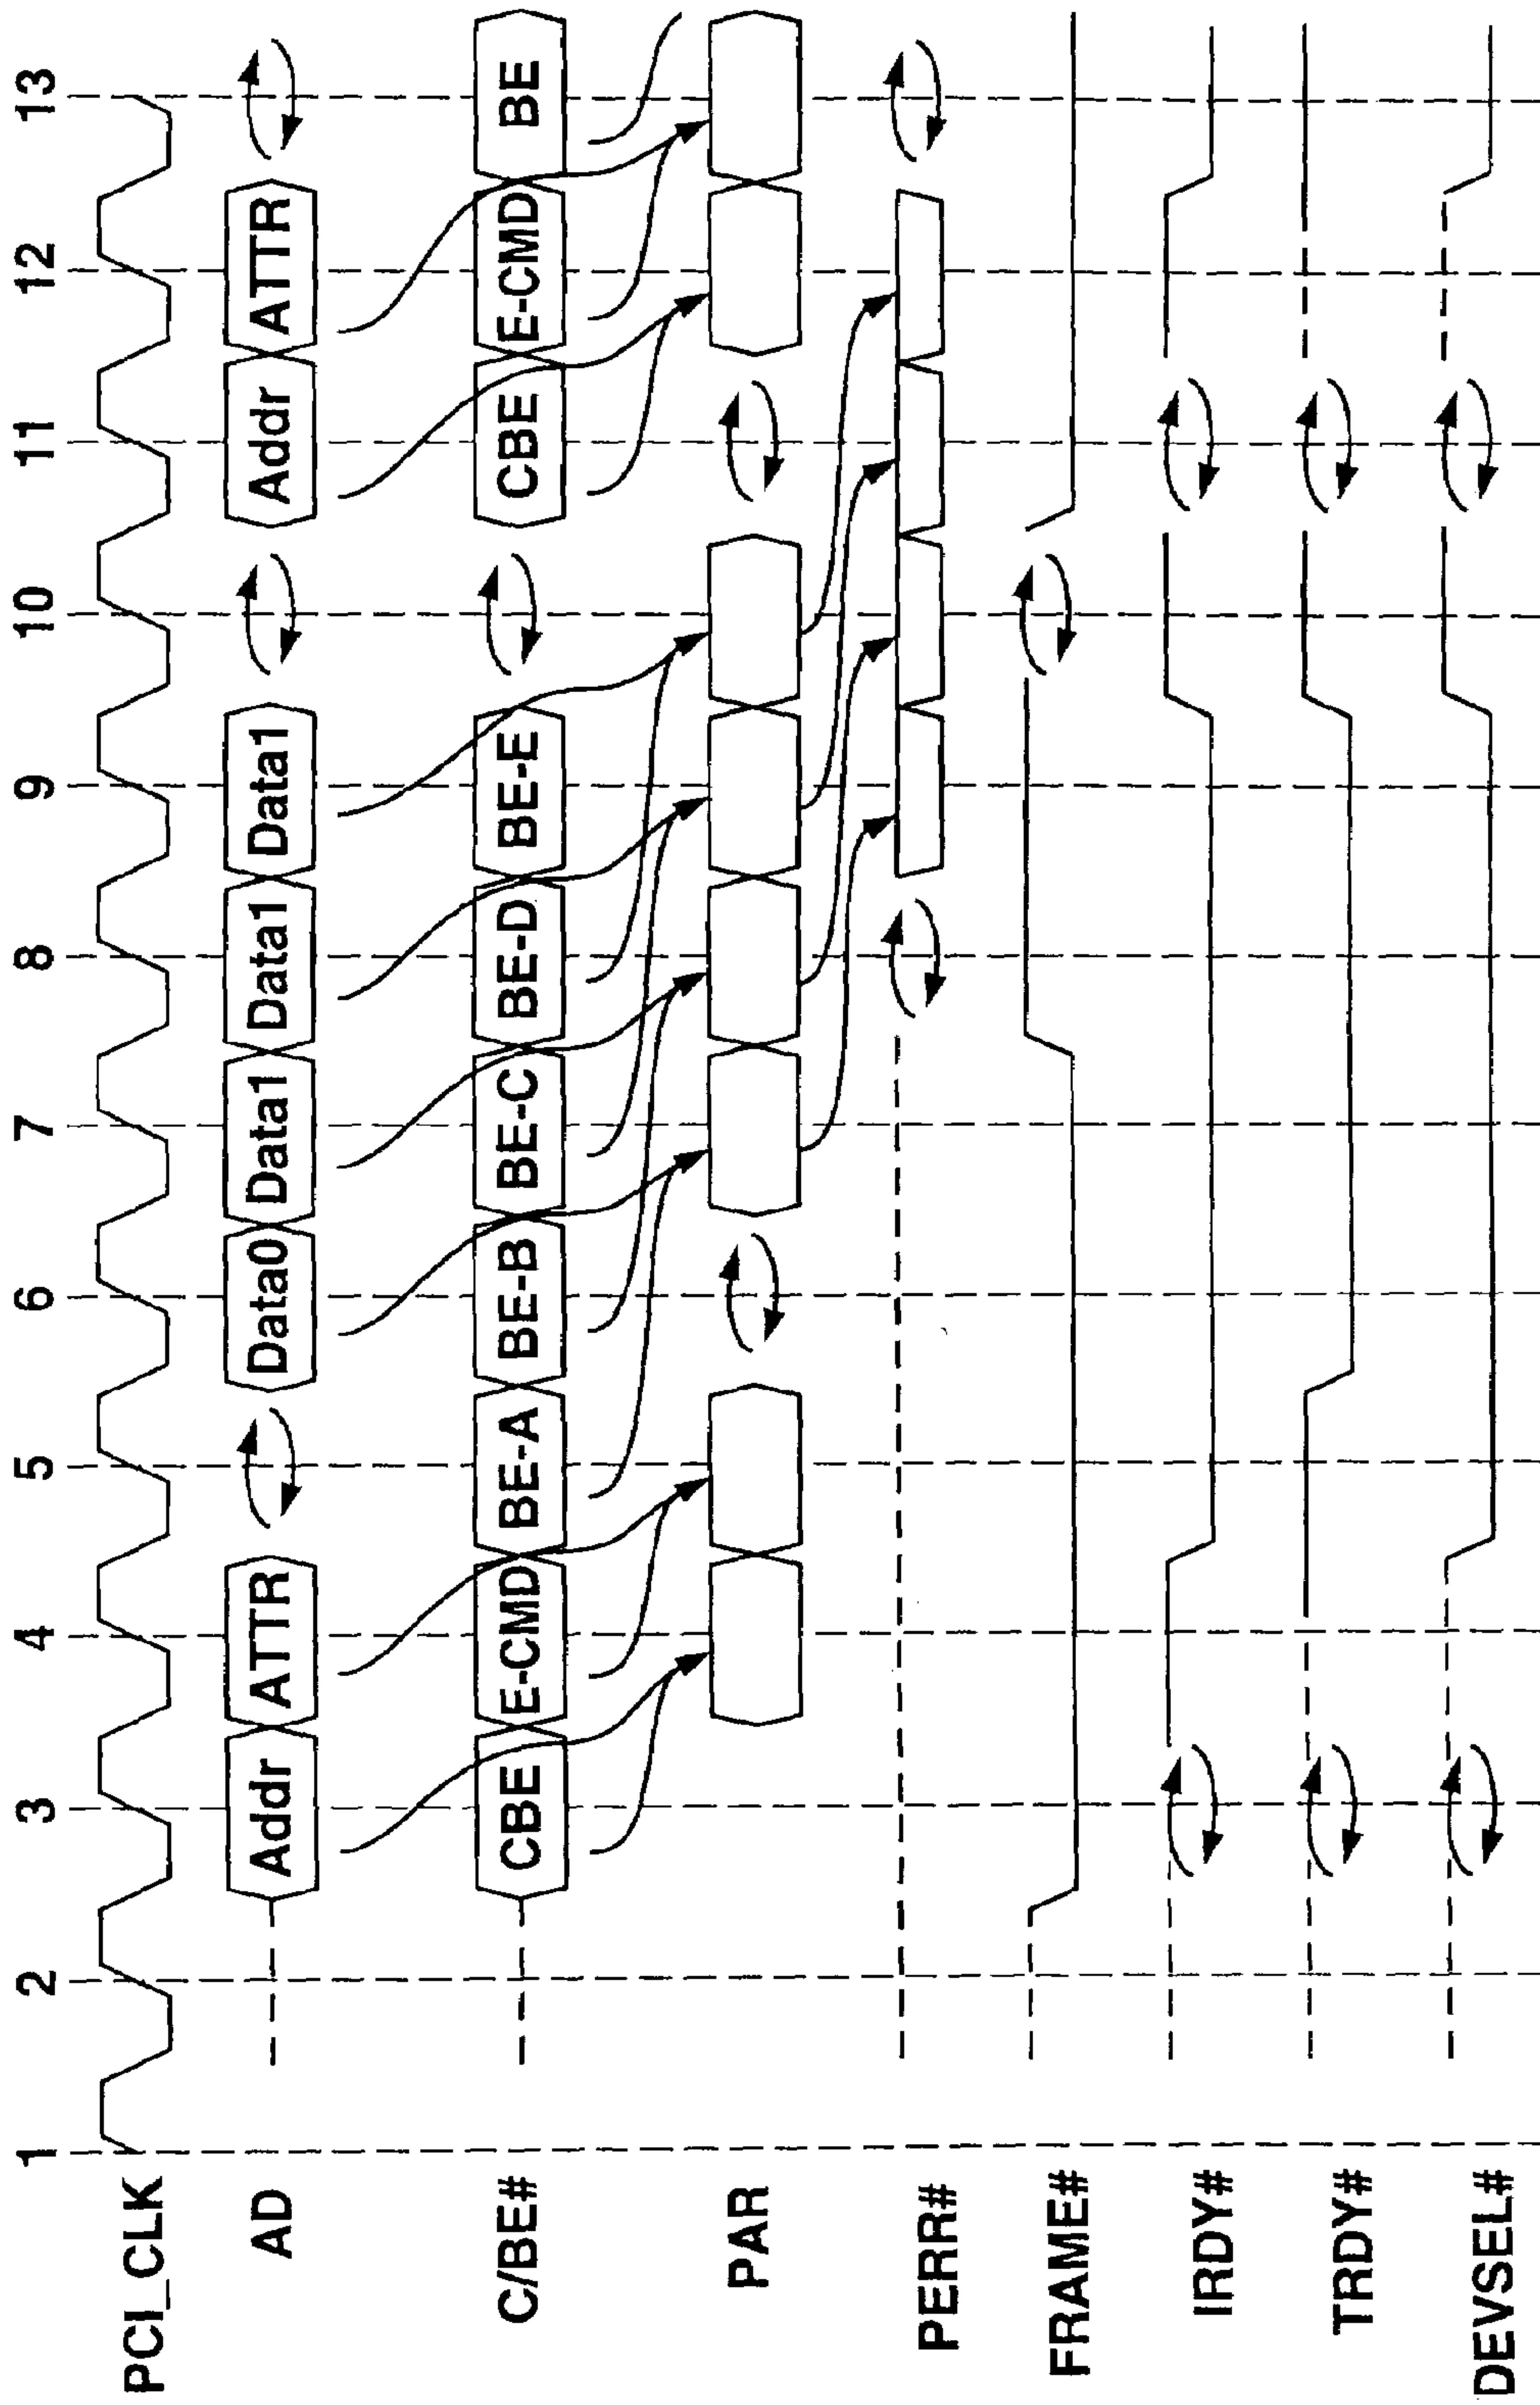 1 2 3 4 5 6 7 8 9 10 11 12 13
PCI_CLK
AD Addr ATTR Data0 Data1 Data1 Data1 Addr ATTR
C/BE# CBE E-CMD BE-A BE-B BE-C BE-D BE-E CBE E-CMD BE
PAR
PERR#
FRAME#
IRDY#
TRDY#
DEVSEL#